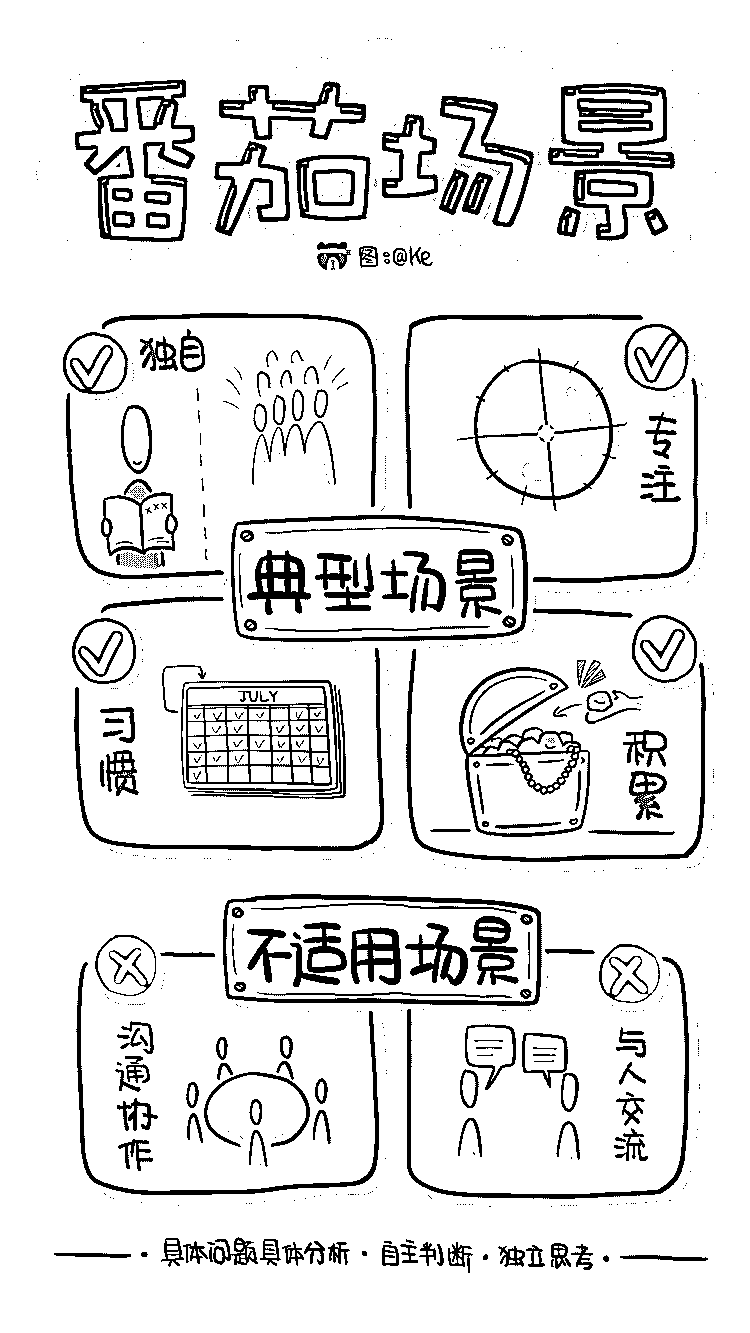 番茄场景
图:@Ke
独自
xxx
专注
典型场景
习惯
JULY
积累
不适用场景
沟通协作
与人交流
· 具体问题具体分析 · 自主判断 · 独立思考 ·